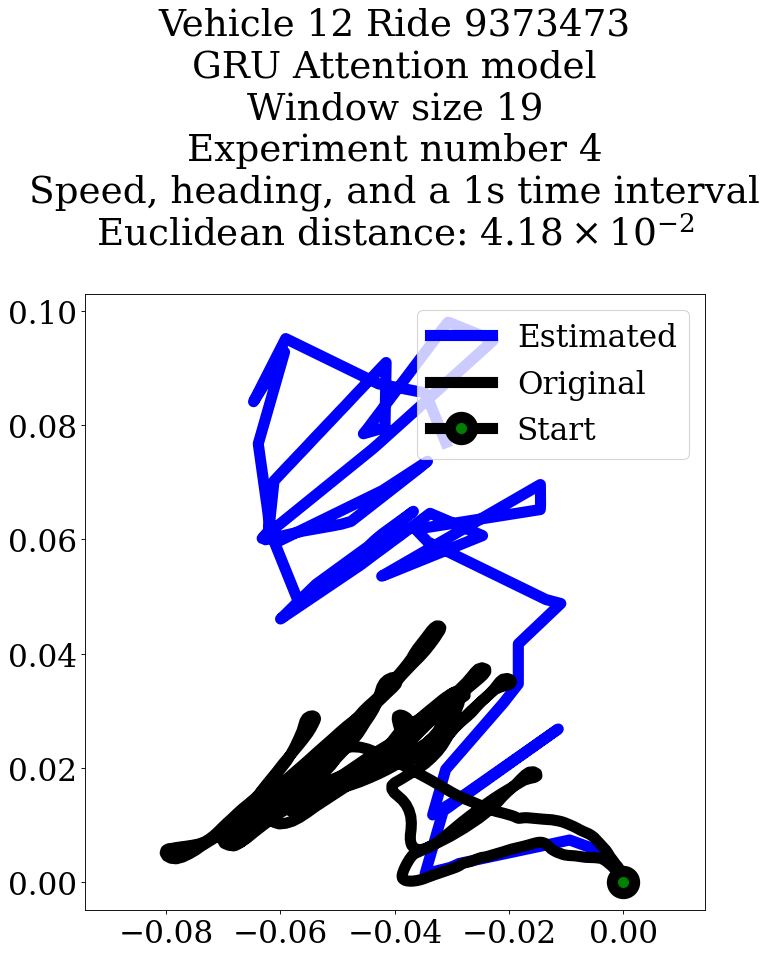 Vehicle 12 Ride 9373473
GRU Attention model
Window size 19
Experiment number 4
Speed, heading, and a 1s time interval
Euclidean distance: 4.18 × 10⁻²
0.10
0.08
0.06
0.04
0.02
0.00
Estimated
Original
Start
−0.08 −0.06 −0.04 −0.02 0.00